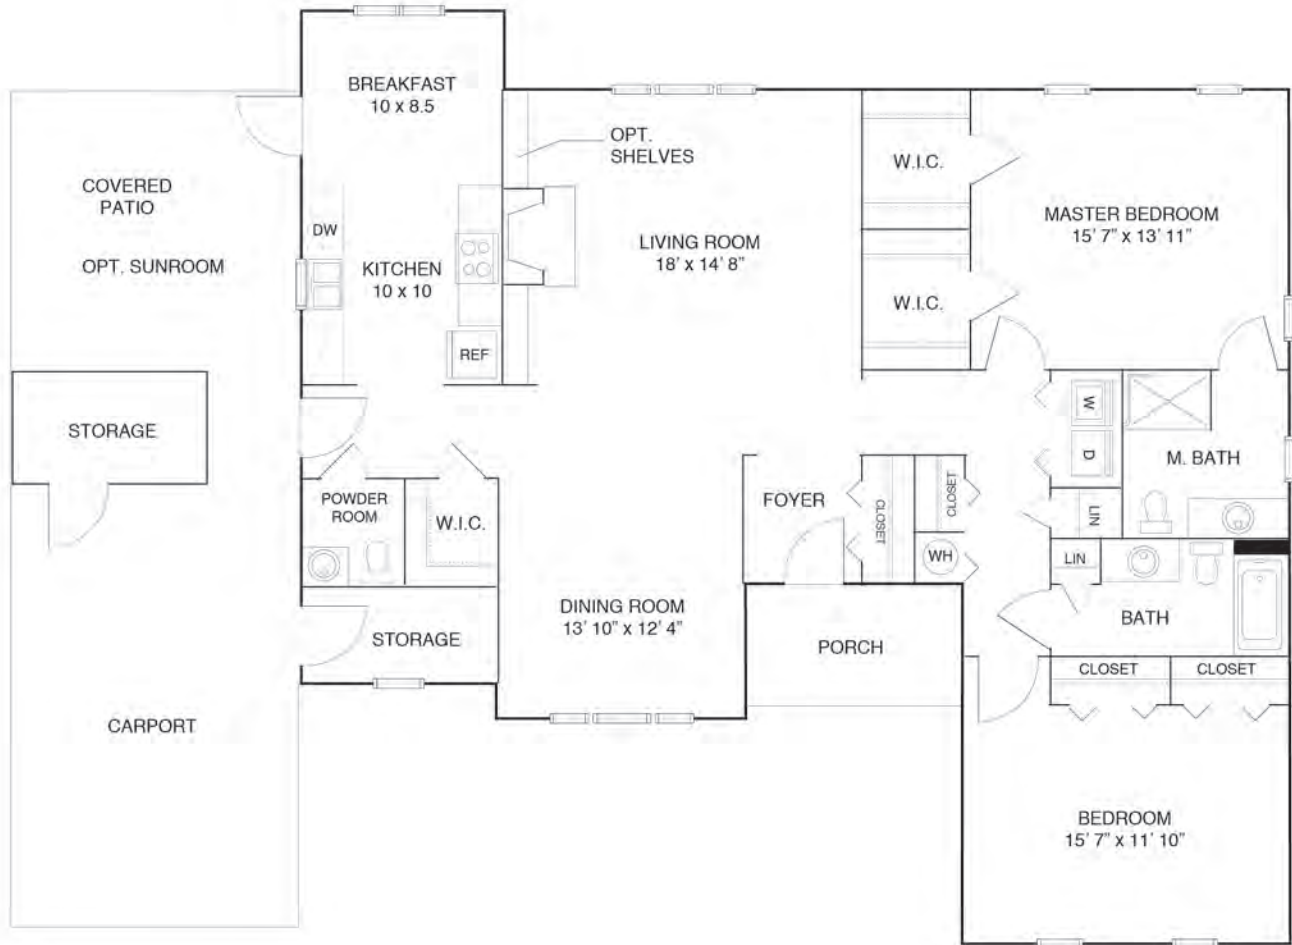 BREAKFAST
10 x 8.5
OPT.
SHELVES
COVERED
PATIO
OPT. SUNROOM
DW
KITCHEN
10 x 10
REF
LIVING ROOM
18' x 14' 8"
W.I.C.
W.I.C.
MASTER BEDROOM
15' 7" x 13' 11"
STORAGE
W
D
M. BATH
POWDER
ROOM
W.I.C.
FOYER
CLOSET
CLOSET
WH
LIN
LIN
BATH
DINING ROOM
13' 10" x 12' 4"
STORAGE
PORCH
CLOSET
CLOSET
CARPORT
BEDROOM
15' 7" x 11' 10"